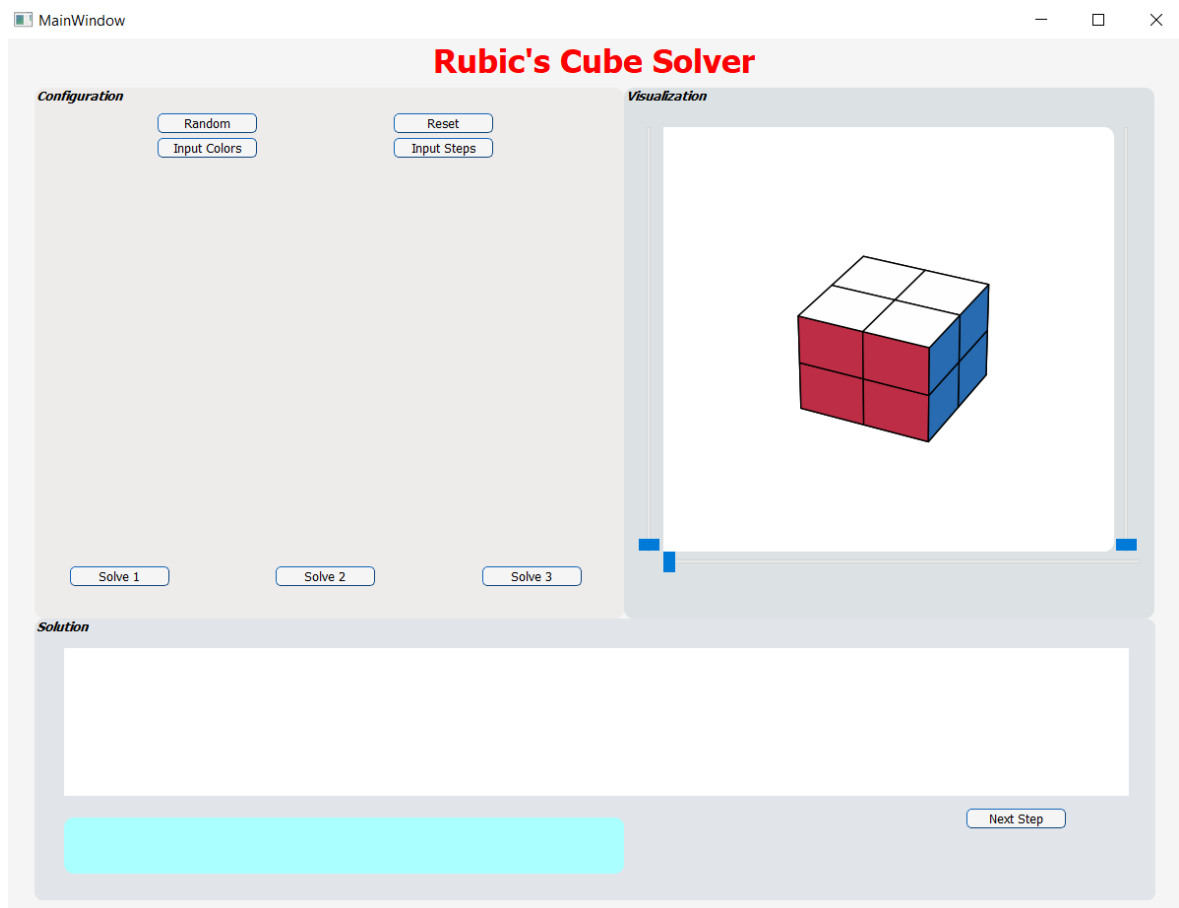 MainWindow
Rubic's Cube Solver
Configuration
Random
Reset
Input Colors
Input Steps
Solve 1
Solve 2
Solve 3
Visualization
Solution
Next Step